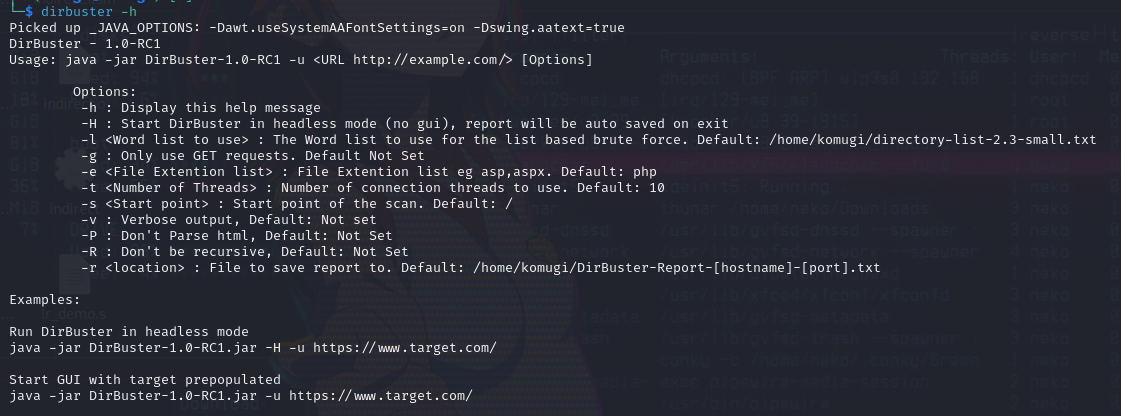 └─$ dirbuster -h
Picked up _JAVA_OPTIONS: -Dawt.useSystemAAFontSettings=on -Dswing.aatext=true
DirBuster - 1.0-RC1
Usage: java -jar DirBuster-1.0-RC1 -u <URL http://example.com/> [Options]

        Options:
         -h : Display this help message
         -H : Start DirBuster in headless mode (no gui), report will be auto saved on exit
         -l <Word list to use> : The Word list to use for the list based brute force. Default: /home/komugi/directory-list-2.3-small.txt
         -g : Only use GET requests. Default Not Set
         -e <File Extention list> : File Extention list eg asp,aspx. Default: php
         -t <Number of Threads> : Number of connection threads to use. Default: 10
         -s <Start point> : Start point of the scan. Default: /
         -v : Verbose output, Default: Not set
         -P : Don't Parse html, Default: Not Set
         -R : Don't be recursive, Default: Not Set
         -r <location> : File to save report to. Default: /home/komugi/DirBuster-Report-[hostname]-[port].txt

Examples:

Run DirBuster in headless mode
java -jar DirBuster-1.0-RC1.jar -H -u https://www.target.com/

Start GUI with target prepopulated
java -jar DirBuster-1.0-RC1.jar -u https://www.target.com/